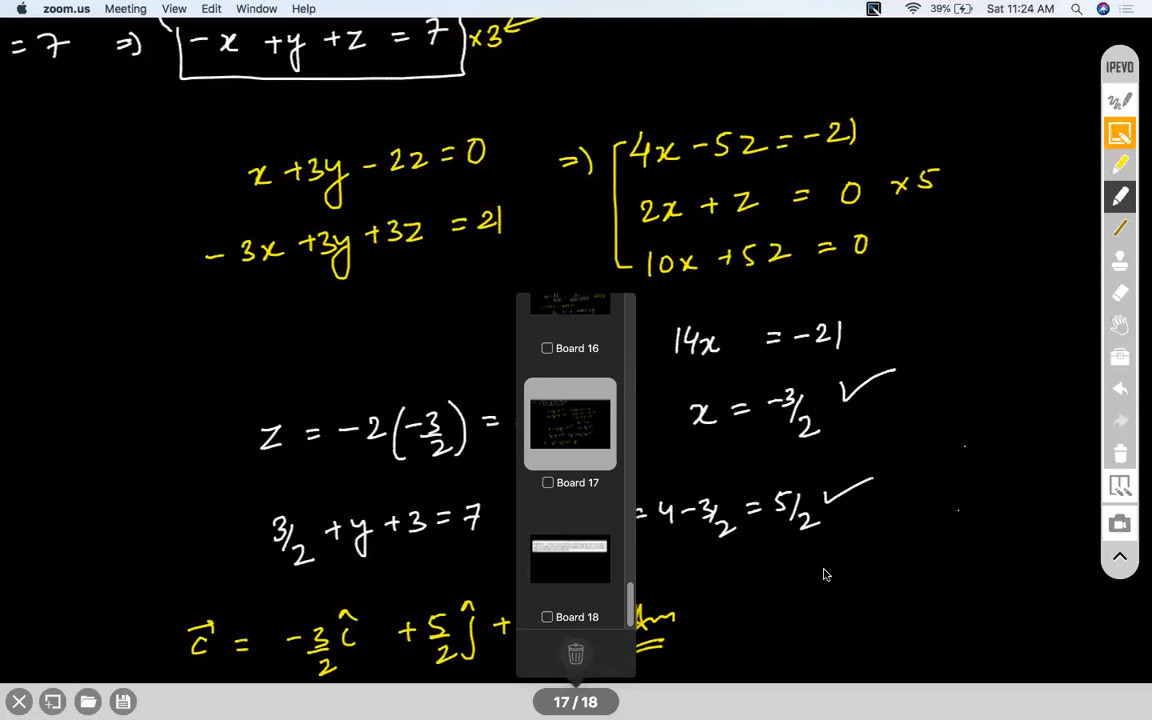 zoom.us Meeting View Edit Window Help 39% Sat 11:24 AM
= 7 => -x + y + z = 7 ×3
IPEVO
x + 3y - 2z = 0 => 4x - 5z = -21
2x + z = 0 ×5
-3x + 3y + 3z = 21
10x + 5z = 0
14x = -21
Board 16
x = -3/2 ✓
z = -2(-3/2) =
Board 17
3/2 + y + 3 = 7 = 4 - 3/2 = 5/2 ✓
Board 18
c⃗ = -3/2 î + 5/2 ĵ + Ans
17 / 18